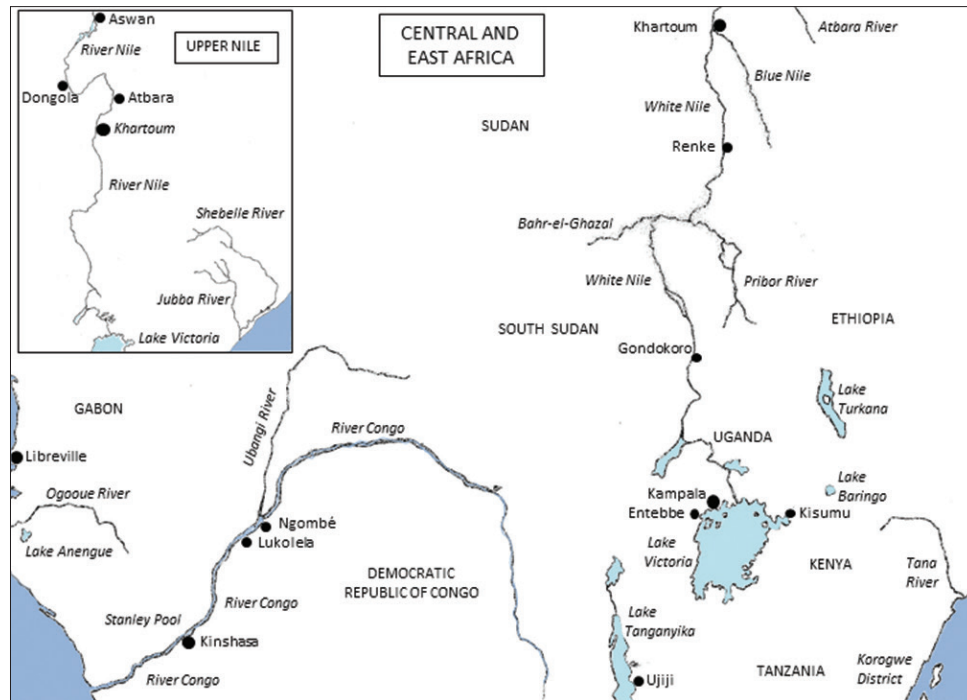 Aswan
River Nile
UPPER NILE
Dongola
Atbara
Khartoum
River Nile
Shebelle River
Jubba River
Lake Victoria
CENTRAL AND
EAST AFRICA
Khartoum
Atbara River
Blue Nile
White Nile
SUDAN
Renke
Bahr-el-Ghazal
White Nile
Pribor River
SOUTH SUDAN
ETHIOPIA
Gondokoro
Lake
Turkana
GABON
Ubangi River
River Congo
UGANDA
Libreville
Lake
Baringo
Ogooue River
Kampala
Entebbe
Kisumu
Ngombé
Lukolela
Lake Anengue
Lake
Victoria
KENYA
Tana
River
DEMOCRATIC
REPUBLIC OF CONGO
River Congo
Stanley Pool
Kinshasa
Lake
Tanganyika
River Congo
Ujiji
TANZANIA
Korogwe
District